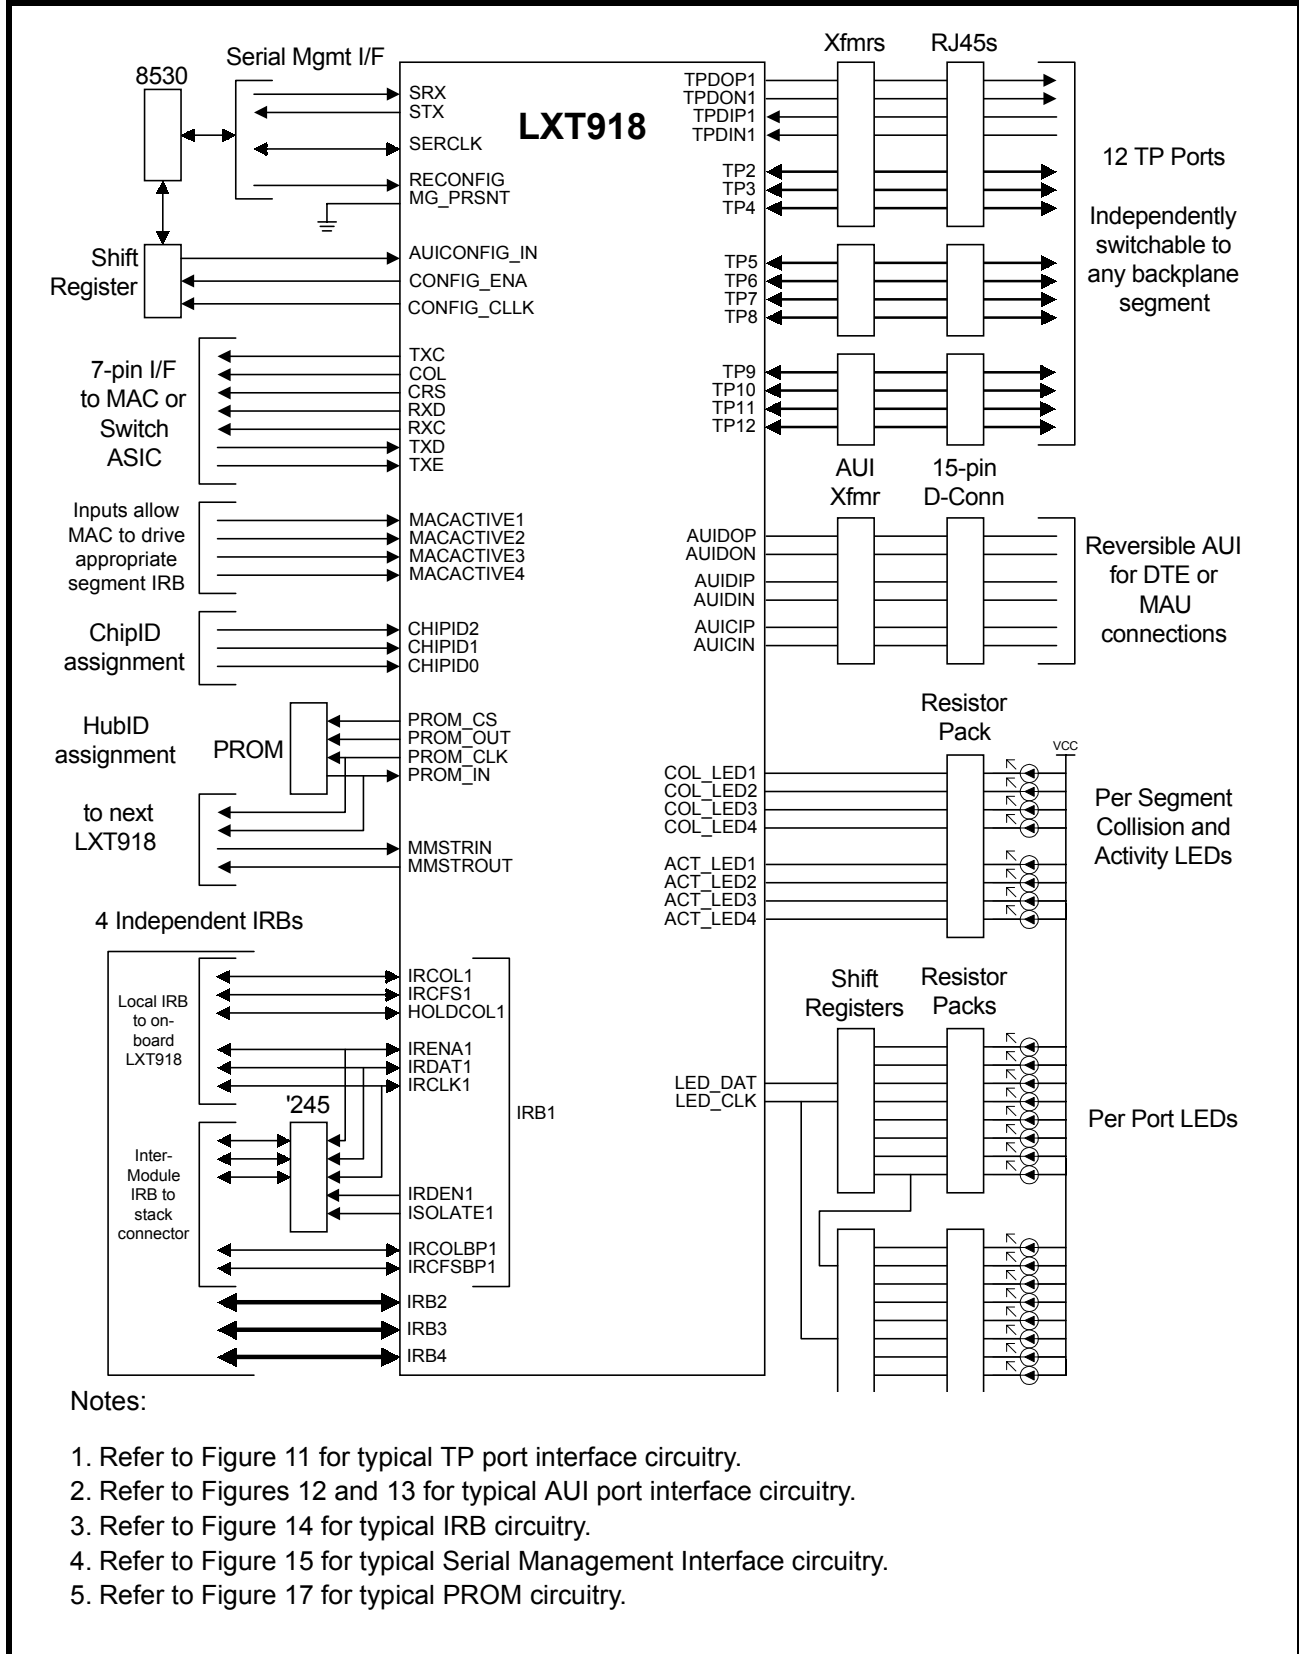 Serial Mgmt I/F
8530
SRX
STX
SERCLK
RECONFIG
MG_PRSNT
Shift
Register
AUICONFIG_IN
CONFIG_ENA
CONFIG_CLLK
7-pin I/F
to MAC or
Switch
ASIC
TXC
COL
CRS
RXD
RXC
TXD
TXE
Inputs allow
MAC to drive
appropriate
segment IRB
MACACTIVE1
MACACTIVE2
MACACTIVE3
MACACTIVE4
ChipID
assignment
CHIPID2
CHIPID1
CHIPID0
HubID
assignment
PROM
PROM_CS
PROM_OUT
PROM_CLK
PROM_IN
to next
LXT918
MMSTRIN
MMSTROUT
4 Independent IRBs
Local IRB
to on-
board
LXT918
IRCOL1
IRCFS1
HOLDCOL1
IRENA1
IRDAT1
IRCLK1
'245
IRB1
Inter-
Module
IRB to
stack
connector
IRDEN1
ISOLATE1
IRCOLBP1
IRCFSBP1
IRB2
IRB3
IRB4
LXT918
Xfmrs
RJ45s
TPDOP1
TPDON1
TPDIP1
TPDIN1
TP2
TP3
TP4
TP5
TP6
TP7
TP8
TP9
TP10
TP11
TP12
12 TP Ports
Independently
switchable to
any backplane
segment
AUI
Xfmr
15-pin
D-Conn
AUIDOP
AUIDON
AUIDIP
AUIDIN
AUICIP
AUICIN
Reversible AUI
for DTE or
MAU
connections
Resistor
Pack
VCC
COL_LED1
COL_LED2
COL_LED3
COL_LED4
ACT_LED1
ACT_LED2
ACT_LED3
ACT_LED4
Per Segment
Collision and
Activity LEDs
Shift
Registers
Resistor
Packs
LED_DAT
LED_CLK
Per Port LEDs
Notes:
1. Refer to Figure 11 for typical TP port interface circuitry.
2. Refer to Figures 12 and 13 for typical AUI port interface circuitry.
3. Refer to Figure 14 for typical IRB circuitry.
4. Refer to Figure 15 for typical Serial Management Interface circuitry.
5. Refer to Figure 17 for typical PROM circuitry.